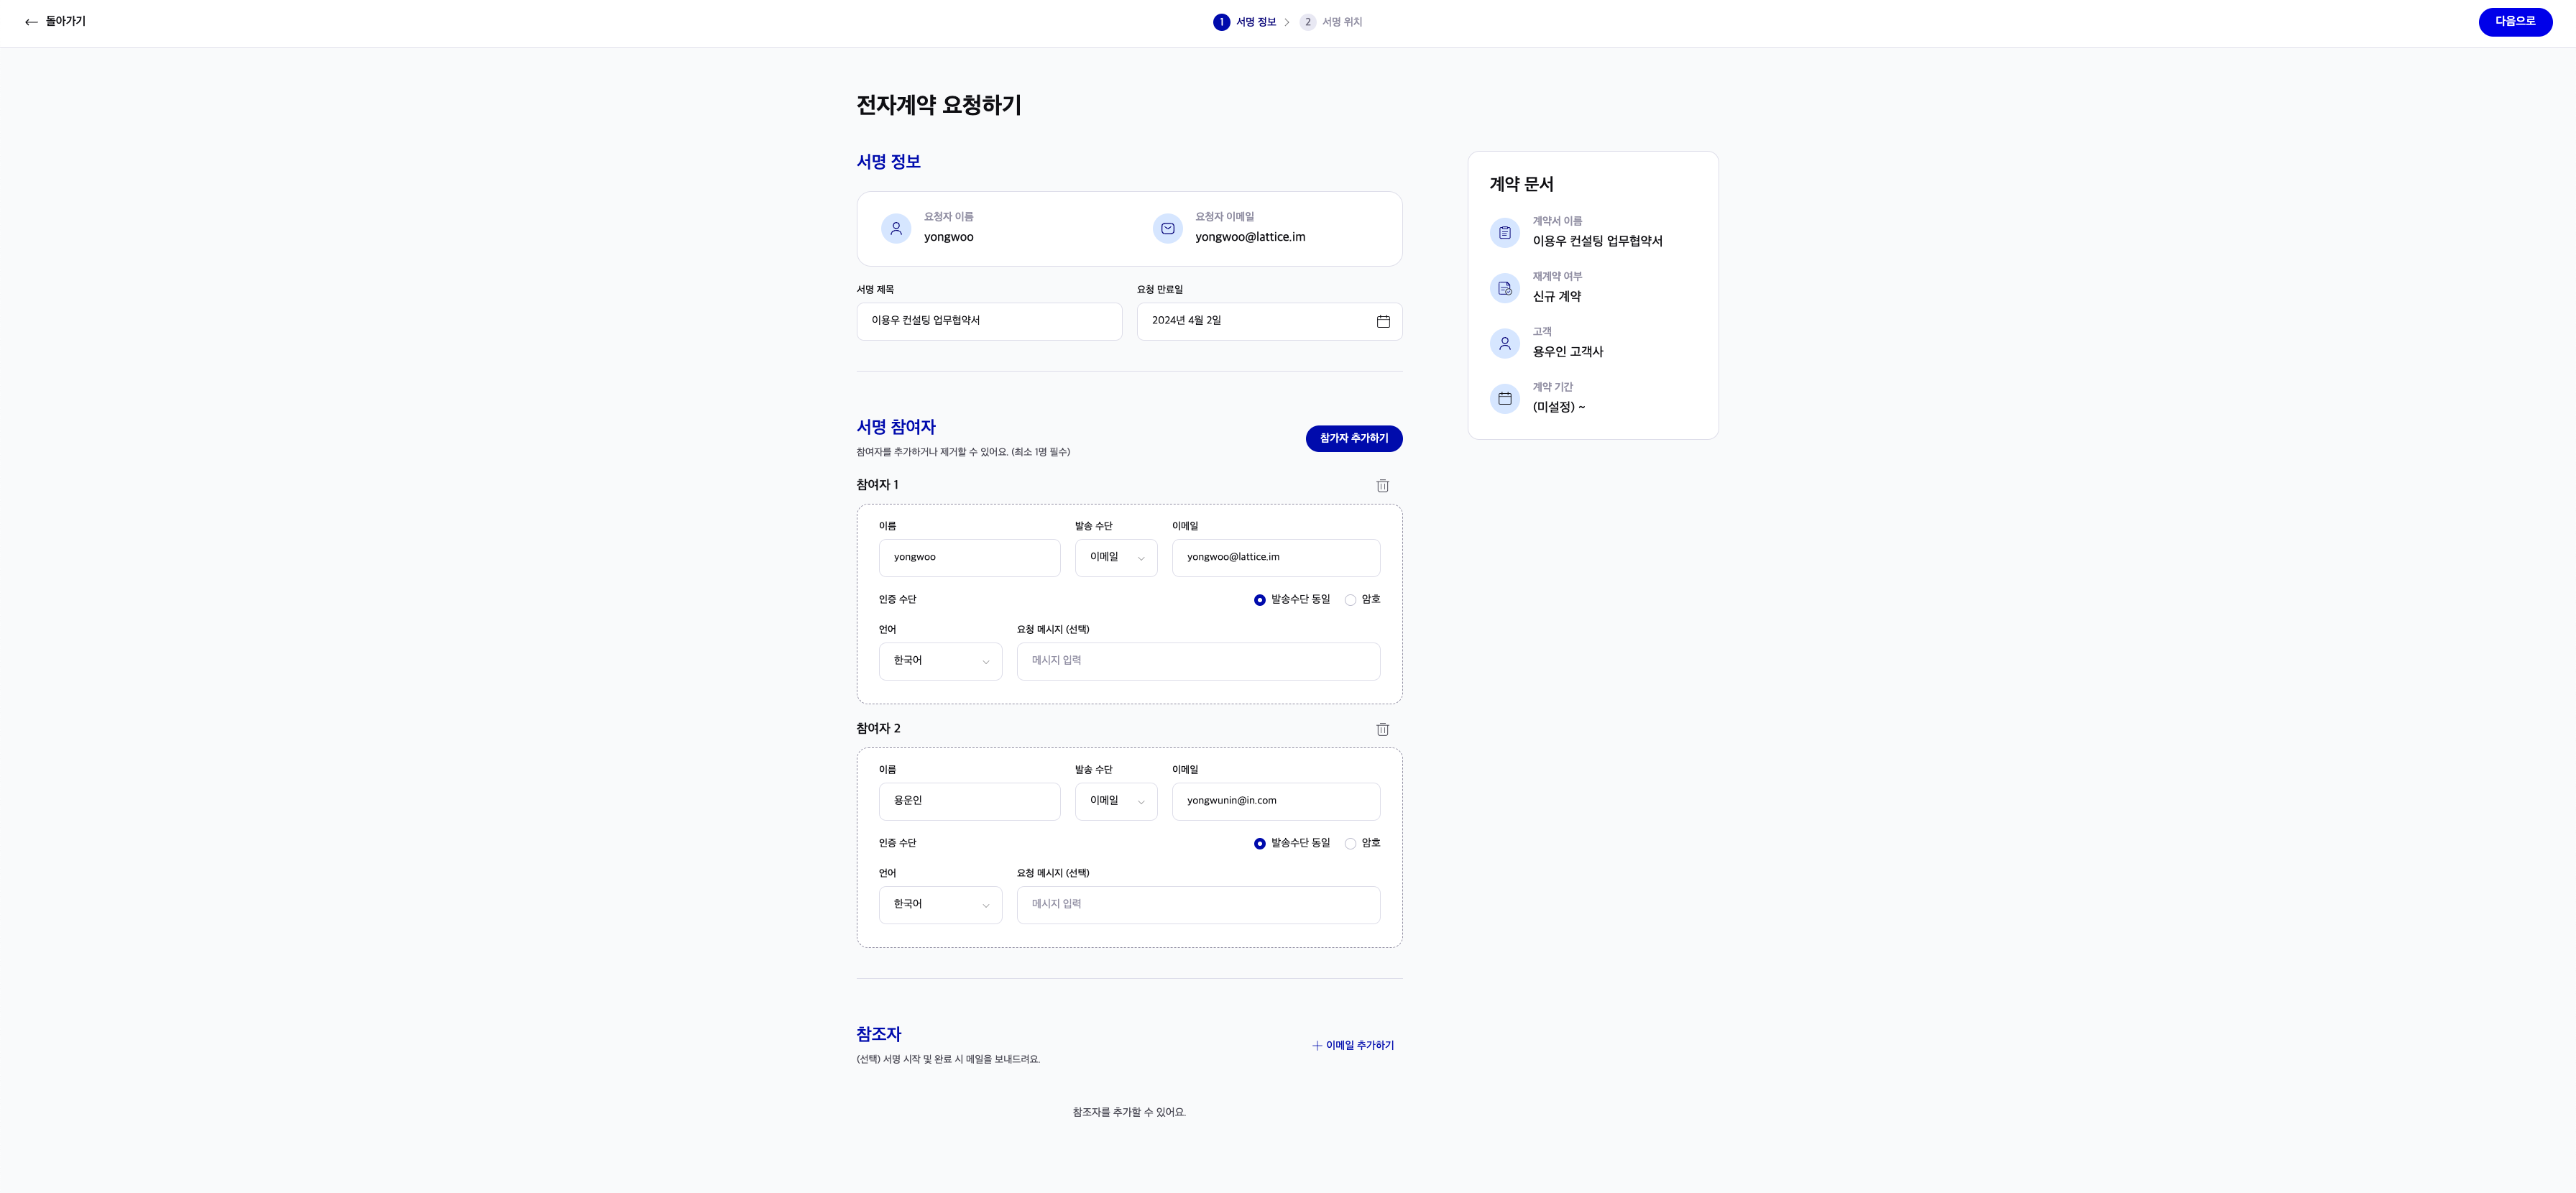 돌아가기
1 서명 정보 > 2 서명 위치
다음으로
전자계약 요청하기
서명 정보
요청자 이름
yongwoo
요청자 이메일
yongwoo@lattice.im
서명 제목
이용우 컨설팅 업무협약서
요청 만료일
2024년 4월 2일
서명 참여자
참여자를 추가하거나 제거할 수 있어요. (최소 1명 필수)
참가자 추가하기
참여자 1
이름
yongwoo
발송 수단
이메일
이메일
yongwoo@lattice.im
인증 수단
발송수단 동일
암호
언어
한국어
요청 메시지 (선택)
메시지 입력
참여자 2
이름
용운인
발송 수단
이메일
이메일
yongwunin@in.com
인증 수단
발송수단 동일
암호
언어
한국어
요청 메시지 (선택)
메시지 입력
참조자
(선택) 서명 시작 및 완료 시 메일을 보내드려요.
이메일 추가하기
참조자를 추가할 수 있어요.
계약 문서
계약서 이름
이용우 컨설팅 업무협약서
재계약 여부
신규 계약
고객
용우인 고객사
계약 기간
(미설정) ~